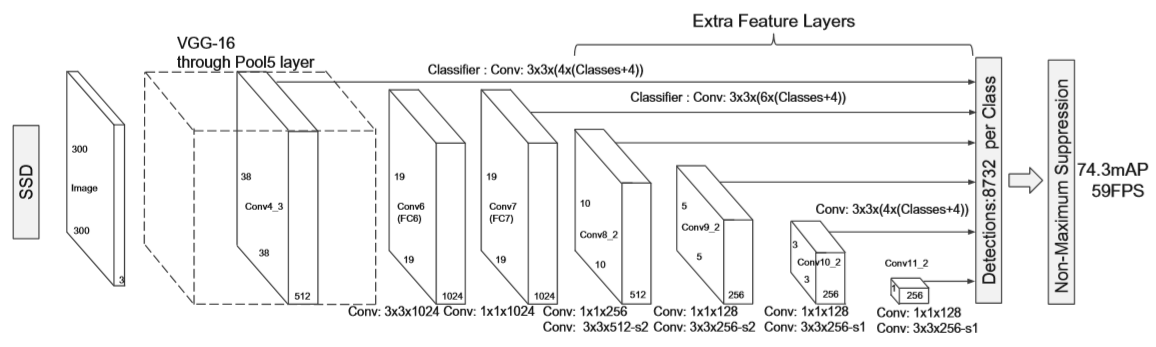 Extra Feature Layers
VGG-16
through Pool5 layer
Classifier : Conv: 3x3x(4x(Classes+4))
Classifier : Conv: 3x3x(6x(Classes+4))
SSD
300
Image
300
3
38
Conv4_3
38
512
19
Conv6
(FC6)
19
1024
19
Conv7
(FC7)
19
1024
10
Conv8_2
10
512
5
Conv9_2
5
256
Conv: 3x3x(4x(Classes+4))
3
Conv10_2
3
256
Conv11_2
1
256
Detections:8732 per Class
Non-Maximum Suppression
74.3mAP
59FPS
Conv: 3x3x1024
Conv: 1x1x1024
Conv: 1x1x256
Conv: 3x3x512-s2
Conv: 1x1x128
Conv: 3x3x256-s2
Conv: 1x1x128
Conv: 3x3x256-s1
Conv: 1x1x128
Conv: 3x3x256-s1